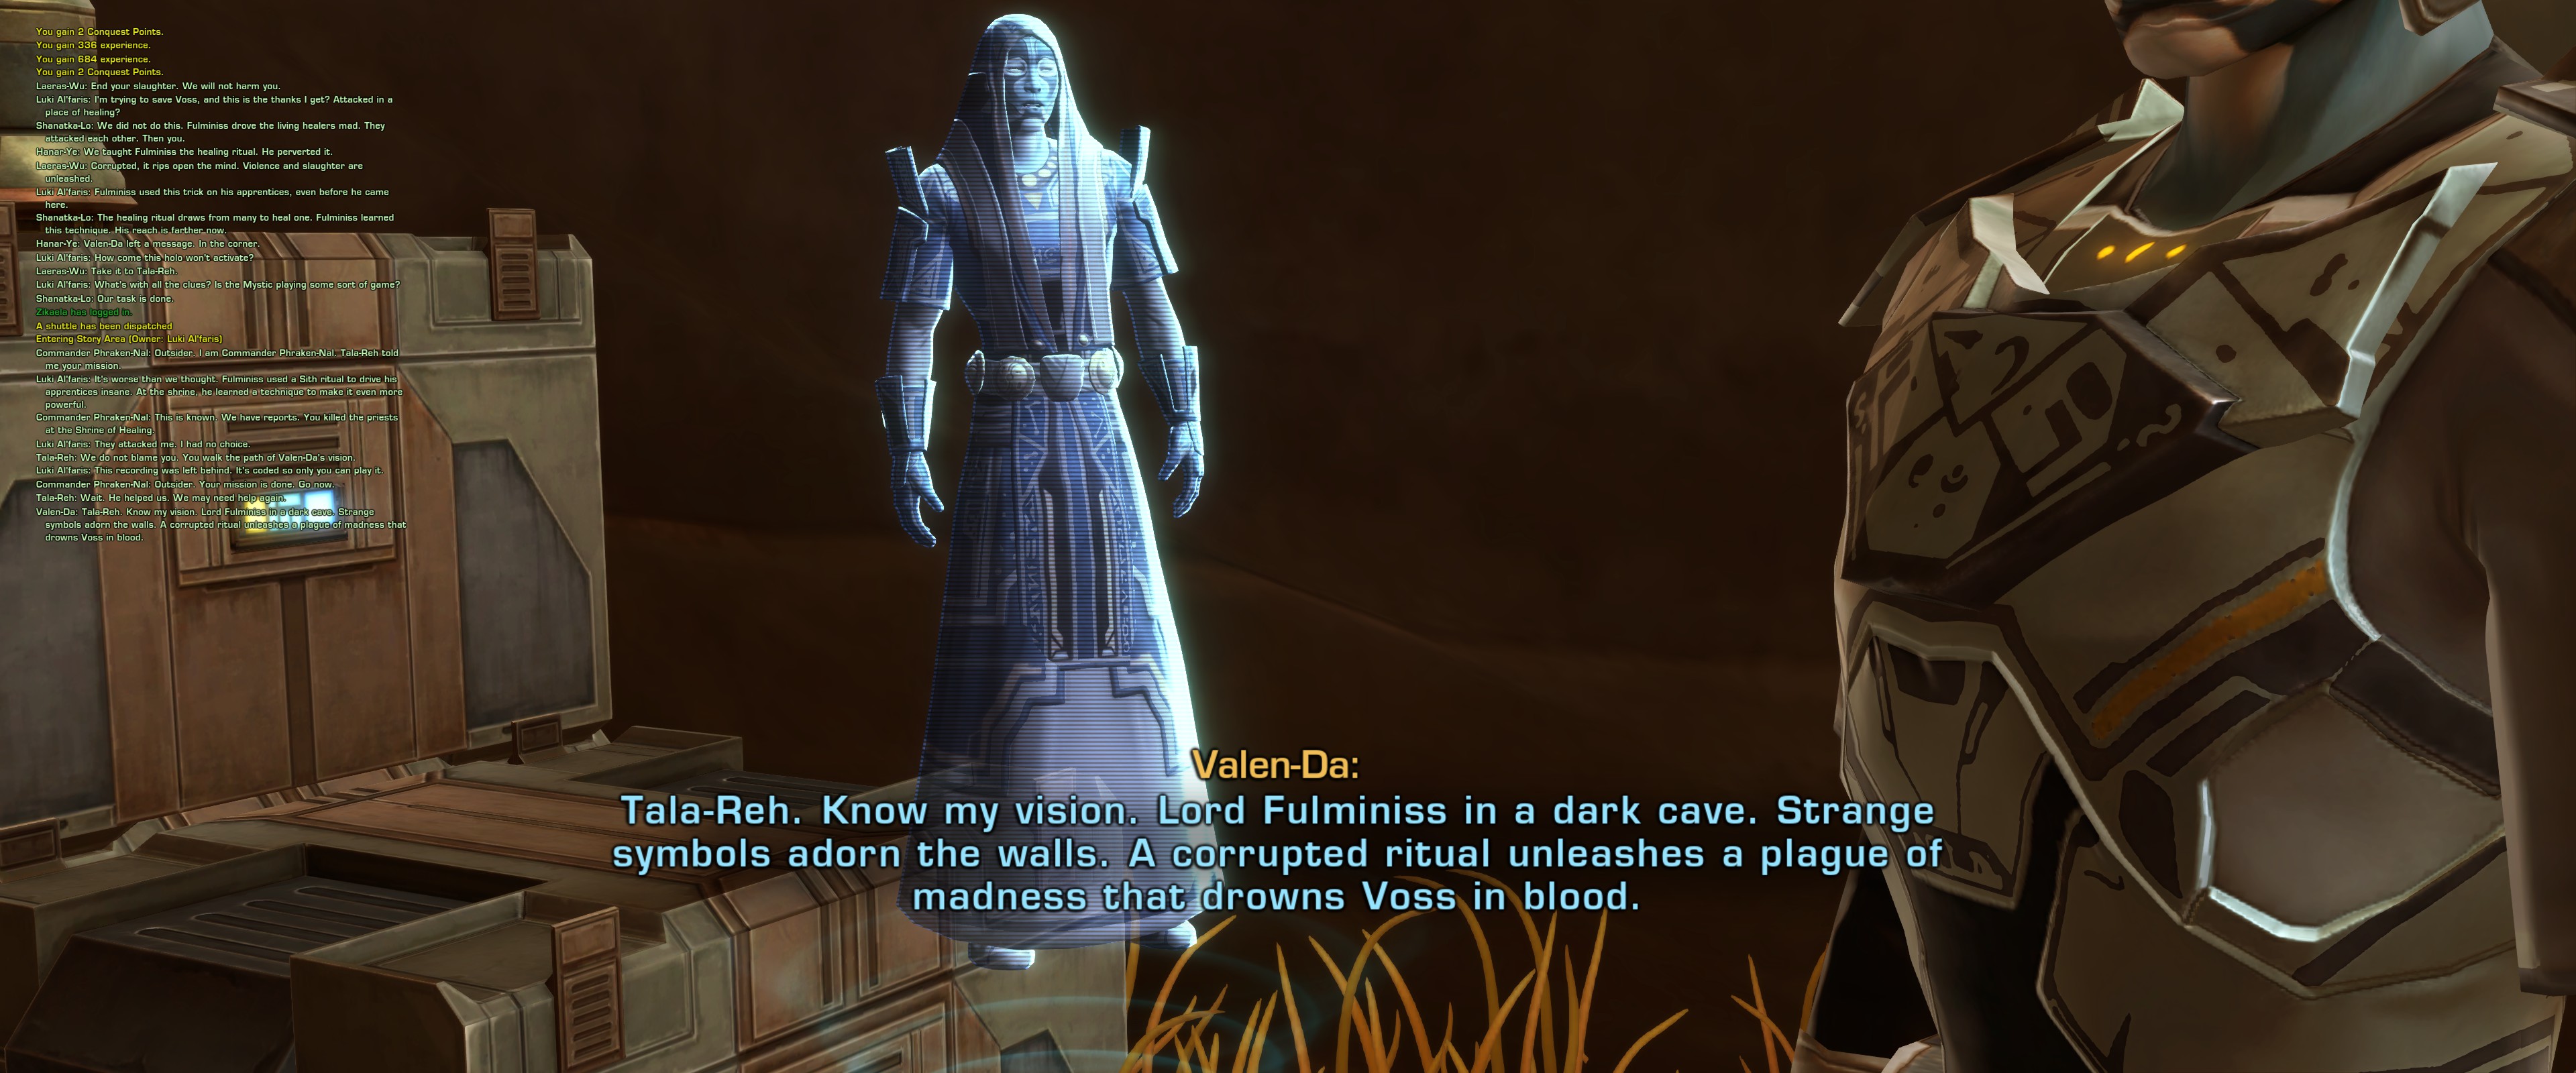 You gain 2 Conquest Points.
You gain 336 experience.
You gain 684 experience.
You gain 2 Conquest Points.
Laeras-Wu: End your slaughter. We will not harm you.
Luki Al'faris: I'm trying to save Voss, and this is the thanks I get? Attacked in a
place of healing?
Shanatka-Lo: We did not do this. Fulminiss drove the living healers mad. They
attacked each other. Then you.
Hanar-Ye: We taught Fulminiss the healing ritual. He perverted it.
Laeras-Wu: Corrupted, it rips open the mind. Violence and slaughter are
unleashed.
Luki Al'faris: Fulminiss used this trick on his apprentices, even before he came
here.
Shanatka-Lo: The healing ritual draws from many to heal one. Fulminiss learned
this technique. His reach is farther now.
Hanar-Ye: Valen-Da left a message. In the corner.
Luki Al'faris: How come this holo won't activate?
Laeras-Wu: Take it to Tala-Reh.
Luki Al'faris: What's with all the clues? Is the Mystic playing some sort of game?
Shanatka-Lo: Our task is done.
Zikaela has logged in.
A shuttle has been dispatched
Entering Story Area (Owner: Luki Al'faris)
Commander Phraken-Nal: Outsider. I am Commander Phraken-Nal. Tala-Reh told
me your mission.
Luki Al'faris: It's worse than we thought. Fulminiss used a Sith ritual to drive his
apprentices insane. At the shrine, he learned a technique to make it even more
powerful.
Commander Phraken-Nal: This is known. We have reports. You killed the priests
at the Shrine of Healing.
Luki Al'faris: They attacked me. I had no choice.
Tala-Reh: We do not blame you. You walk the path of Valen-Da's vision.
Luki Al'faris: This recording was left behind. It's coded so only you can play it.
Commander Phraken-Nal: Outsider. Your mission is done. Go now.
Tala-Reh: Wait. He helped us. We may need help again.
Valen-Da: Tala-Reh. Know my vision. Lord Fulminiss in a dark cave. Strange
symbols adorn the walls. A corrupted ritual unleashes a plague of madness that
drowns Voss in blood.
Valen-Da:
Tala-Reh. Know my vision. Lord Fulminiss in a dark cave. Strange
symbols adorn the walls. A corrupted ritual unleashes a plague of
madness that drowns Voss in blood.